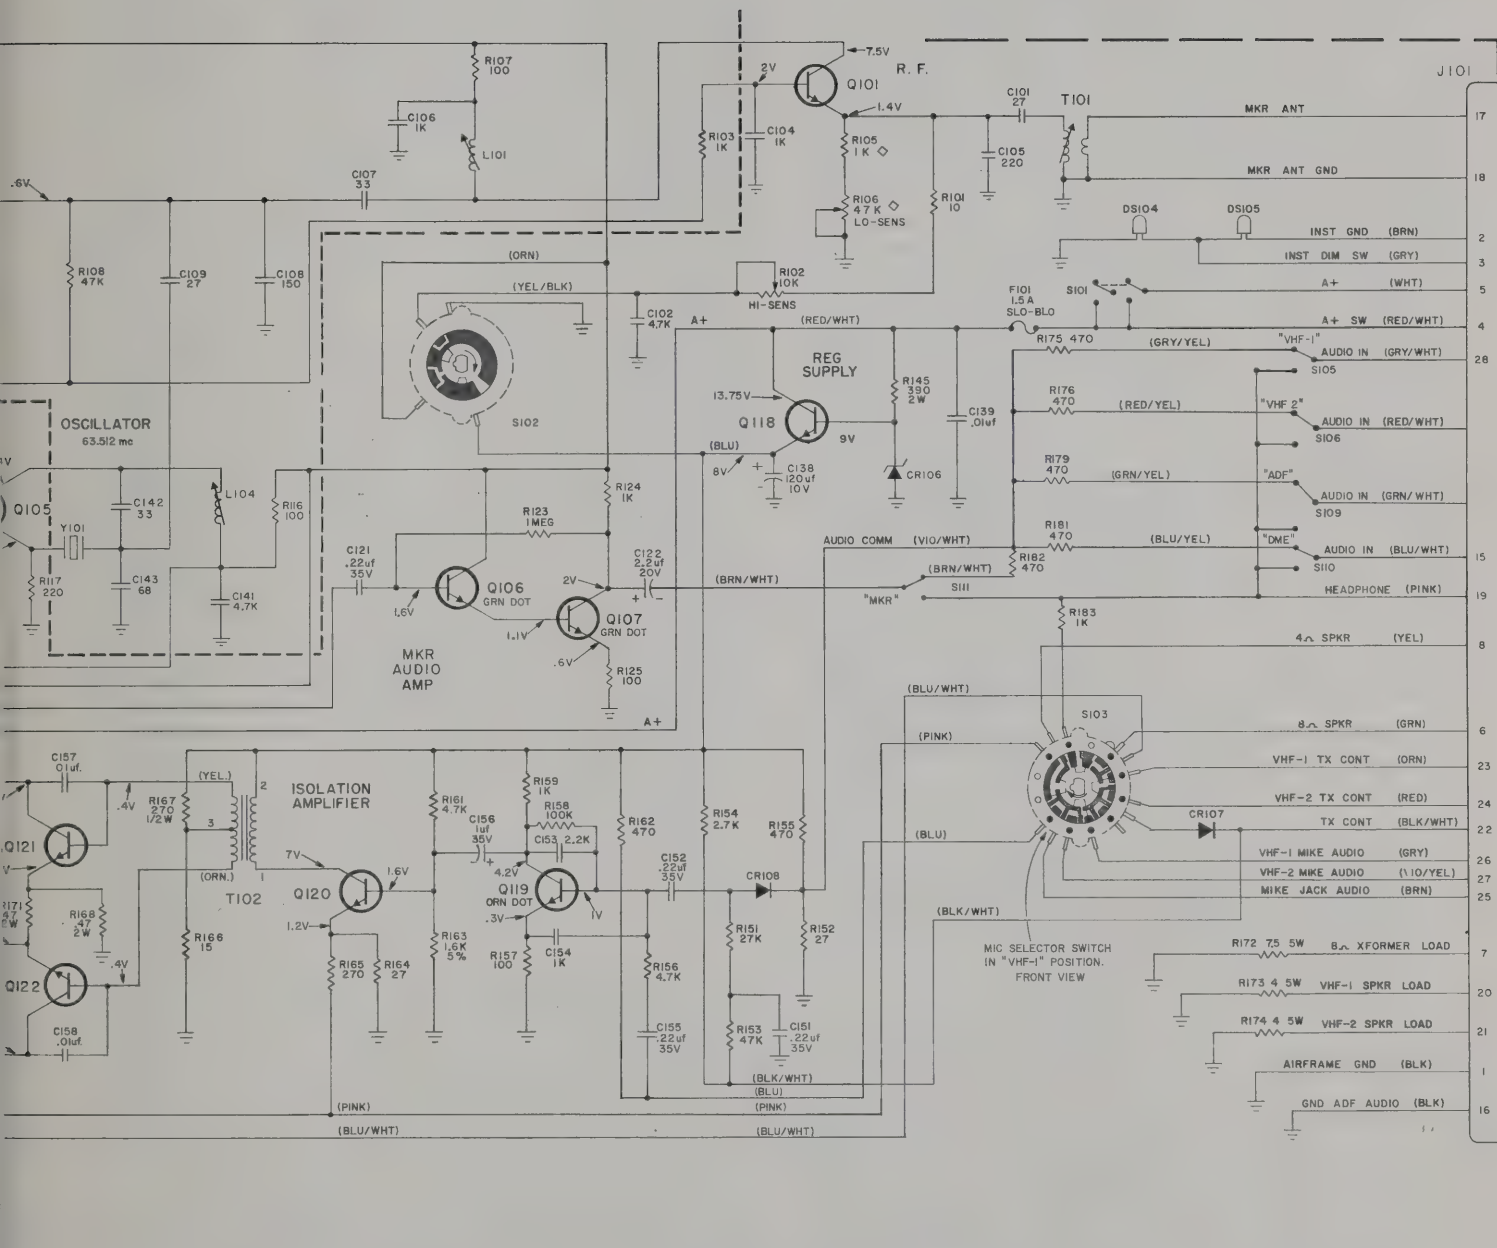 R107
100
7.5V
2V
Q101
R. F.
J101
C101
27
T101
MKR ANT
17
1.4V
C106
1K
R103
1K
C104
1K
R105
1K ◇
C105
220
L101
.6V
C107
33
MKR ANT GND
18
R106
47K ◇
LO-SENS
R101
10
DS104
DS105
INST GND (BRN)
2
INST DIM SW (GRY)
3
R108
47K
C109
27
C108
150
(ORN)
(YEL/BLK)
R102
10K
HI-SENS
F101
1.5A
SLO-BLO
S101
A+ (WHT)
5
C102
4.7K
A+
(RED/WHT)
A+ SW (RED/WHT)
4
R175 470
(GRY/YEL)
"VHF-1"
AUDIO IN (GRY/WHT)
28
S105
REG
SUPPLY
R145
390
2W
13.75V
Q118
9V
C139
.01uf
R176
470
(RED/YEL)
"VHF 2"
AUDIO IN (RED/WHT)
S106
OSCILLATOR
63.512 mc
S102
(BLU)
8V
+
-
C138
120uf
10V
CR106
R179
470
(GRN/YEL)
"ADF"
AUDIO IN (GRN/WHT)
S109
Q105
L104
C142
33
R116
100
R124
1K
R123
1MEG
Y101
AUDIO COMM (VIO/WHT)
R181
470
(BLU/YEL)
"DME"
AUDIO IN (BLU/WHT)
15
S110
R182
470
C121
.22uf
35V
C122
2.2uf
20V
+ -
2V
(BRN/WHT)
(BRN/WHT)
S111
"MKR"
HEADPHONE (PINK)
19
R117
220
C143
68
C141
4.7K
Q106
GRN DOT
1.6V
Q107
GRN DOT
1.1V
.6V
R125
100
MKR
AUDIO
AMP
R183
1K
4Ω SPKR (YEL)
8
(BLU/WHT)
A+
S103
8Ω SPKR (GRN)
6
(PINK)
C157
.01uf.
(YEL.)
2
.4V
R167
270
1/2W
3
ISOLATION
AMPLIFIER
R161
4.7K
R159
1K
R158
100K
C156
1uf
35V
+
C153 2.2K
R162
470
R154
2.7K
R155
470
VHF-1 TX CONT (ORN)
23
VHF-2 TX CONT (RED)
24
CR107
TX CONT (BLK/WHT)
22
(BLU)
Q121
7V
(ORN.)
T102
1
Q120
1.6V
1.2V
4.2V
Q119
ORN DOT
.3V
1V
C152
.22uf
35V
CR108
VHF-1 MIKE AUDIO (GRY)
26
VHF-2 MIKE AUDIO (VIO/YEL)
27
MIKE JACK AUDIO (BRN)
25
(BLK/WHT)
R168
.47
2W
R166
15
R163
1.6K
5%
R157
100
C154
1K
R151
27K
R152
27
.4V
Q122
R165
270
R164
27
R156
4.7K
MIC SELECTOR SWITCH
IN "VHF-1" POSITION.
FRONT VIEW
R172 7.5 5W
8Ω XFORMER LOAD
7
R173 4 5W
VHF-1 SPKR LOAD
20
C158
.01uf.
C155
.22uf
35V
R153
47K
C151
.22uf
35V
R174 4 5W
VHF-2 SPKR LOAD
21
(BLK/WHT)
(BLU)
AIRFRAME GND (BLK)
1
(PINK)
(PINK)
GND ADF AUDIO (BLK)
16
(BLU/WHT)
(BLU/WHT)